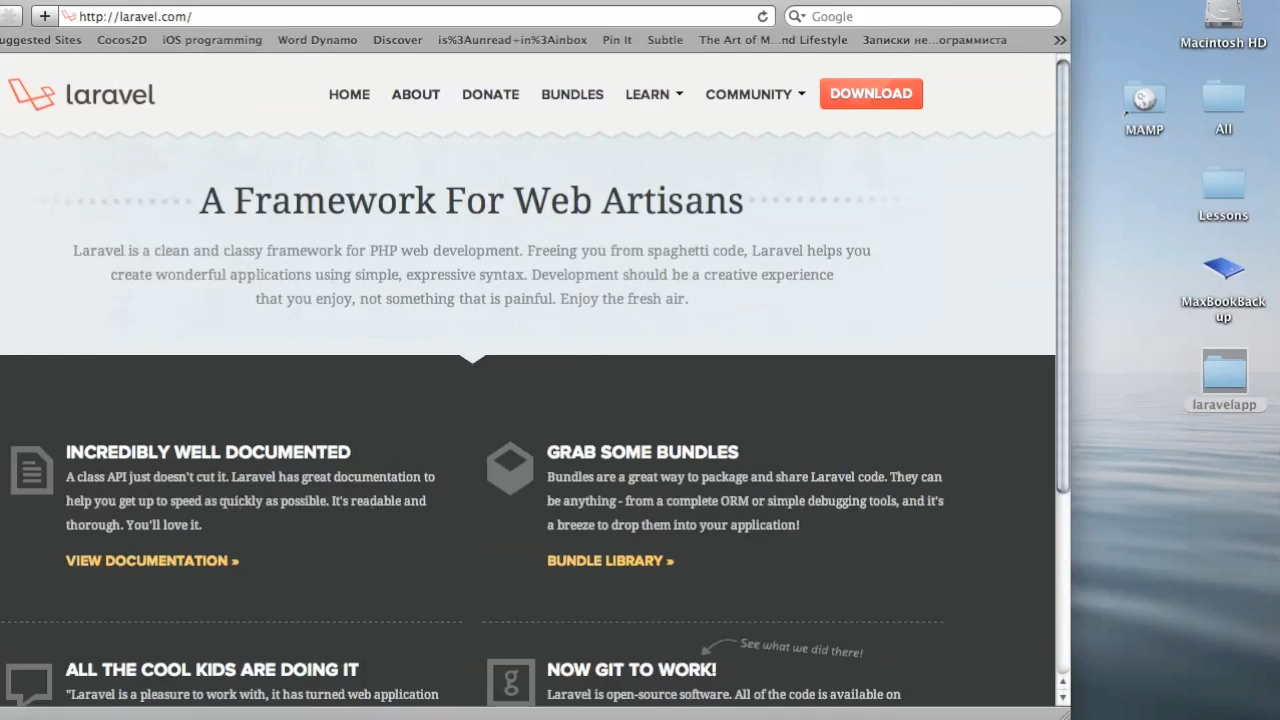 http://laravel.com/
Google
uggested Sites
Cocos2D
iOS programming
Word Dynamo
Discover
is%3Aunread+in%3Ainbox
Pin It
Subtle
The Art of M...nd Lifestyle
Записки не...ограммиста
laravel
HOME
ABOUT
DONATE
BUNDLES
LEARN
COMMUNITY
DOWNLOAD
A Framework For Web Artisans
Laravel is a clean and classy framework for PHP web development. Freeing you from spaghetti code, Laravel helps you
create wonderful applications using simple, expressive syntax. Development should be a creative experience
that you enjoy, not something that is painful. Enjoy the fresh air.
INCREDIBLY WELL DOCUMENTED
A class API just doesn't cut it. Laravel has great documentation to
help you get up to speed as quickly as possible. It's readable and
thorough. You'll love it.
VIEW DOCUMENTATION »
GRAB SOME BUNDLES
Bundles are a great way to package and share Laravel code. They can
be anything - from a complete ORM or simple debugging tools, and it's
a breeze to drop them into your application!
BUNDLE LIBRARY »
See what we did there!
ALL THE COOL KIDS ARE DOING IT
"Laravel is a pleasure to work with, it has turned web application
NOW GIT TO WORK!
g
Laravel is open-source software. All of the code is available on
Macintosh HD
MAMP
All
Lessons
MaxBookBack
up
laravelapp